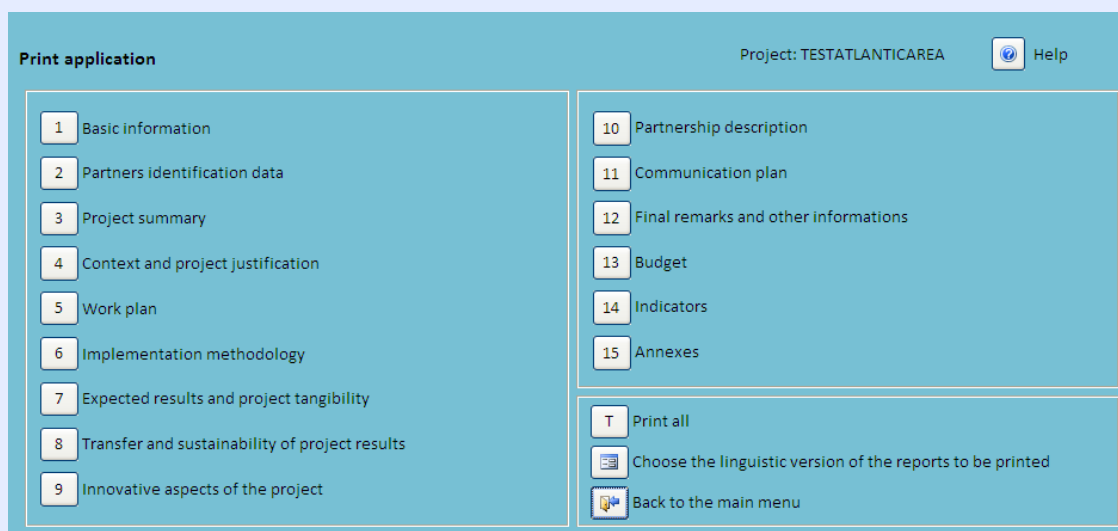 Print application
Project: TESTATLANTICAREA
Help
1 Basic information
2 Partners identification data
3 Project summary
4 Context and project justification
5 Work plan
6 Implementation methodology
7 Expected results and project tangibility
8 Transfer and sustainability of project results
9 Innovative aspects of the project
10 Partnership description
11 Communication plan
12 Final remarks and other informations
13 Budget
14 Indicators
15 Annexes
T Print all
Choose the linguistic version of the reports to be printed
Back to the main menu